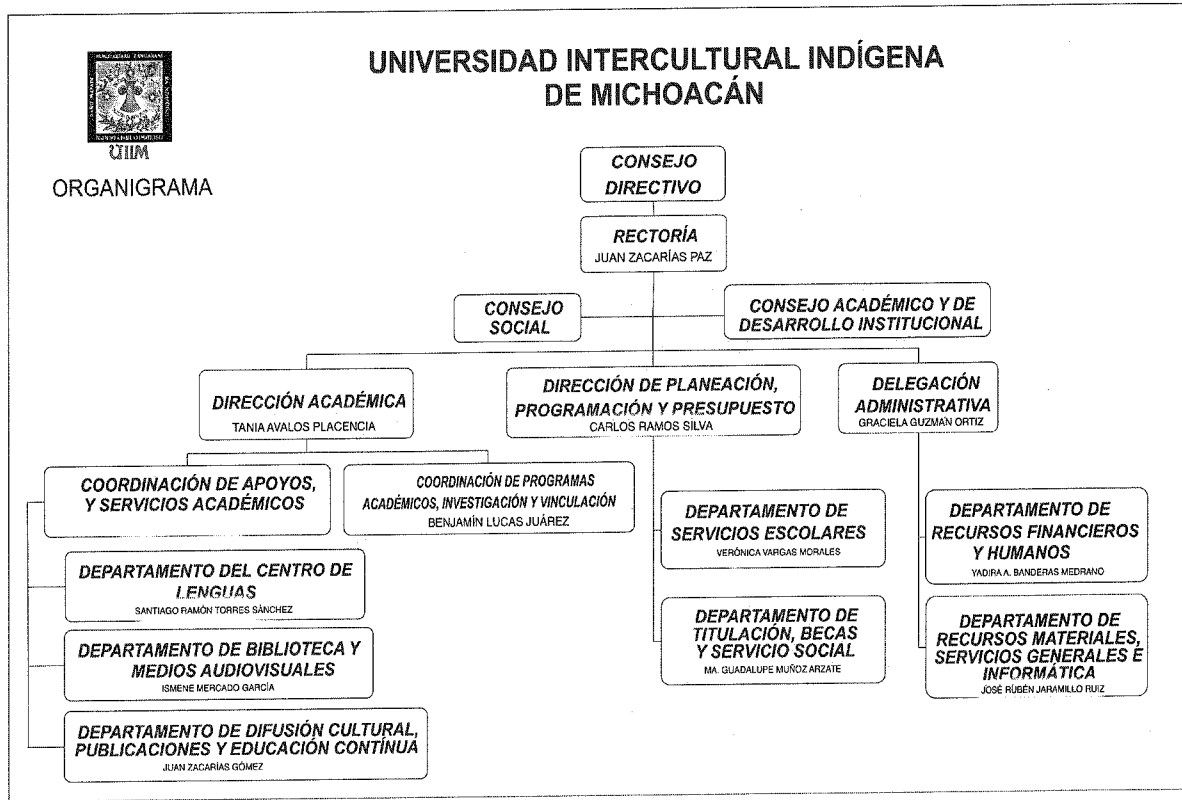 UNIVERSIDAD INTERCULTURAL INDÍGENA
DE MICHOACÁN
UIIM
ORGANIGRAMA
CONSEJO
DIRECTIVO
RECTORÍA
JUAN ZACARÍAS PAZ
CONSEJO
SOCIAL
CONSEJO ACADÉMICO Y DE
DESARROLLO INSTITUCIONAL
DIRECCIÓN ACADÉMICA
TANIA AVALOS PLACENCIA
DIRECCIÓN DE PLANEACIÓN,
PROGRAMACIÓN Y PRESUPUESTO
CARLOS RAMOS SILVA
DELEGACIÓN
ADMINISTRATIVA
GRACIELA GUZMAN ORTIZ
COORDINACIÓN DE APOYOS,
Y SERVICIOS ACADÉMICOS
COORDINACIÓN DE PROGRAMAS
ACADÉMICOS, INVESTIGACIÓN Y VINCULACIÓN
BENJAMÍN LUCAS JUÁREZ
DEPARTAMENTO DEL CENTRO DE
LENGUAS
SANTIAGO RAMÓN TORRES SÁNCHEZ
DEPARTAMENTO DE BIBLIOTECA Y
MEDIOS AUDIOVISUALES
ISMENE MERCADO GARCÍA
DEPARTAMENTO DE DIFUSIÓN CULTURAL,
PUBLICACIONES Y EDUCACIÓN CONTÍNUA
JUAN ZACARÍAS GÓMEZ
DEPARTAMENTO DE
SERVICIOS ESCOLARES
VERÓNICA VARGAS MORALES
DEPARTAMENTO DE
TITULACIÓN, BECAS
Y SERVICIO SOCIAL
MA. GUADALUPE MUÑOZ ARZATE
DEPARTAMENTO DE
RECURSOS FINANCIEROS
Y HUMANOS
YADIRA A. BANDERAS MEDRANO
DEPARTAMENTO DE
RECURSOS MATERIALES,
SERVICIOS GENERALES E
INFORMÁTICA
JOSÉ RÚBÉN JARAMILLO RUIZ